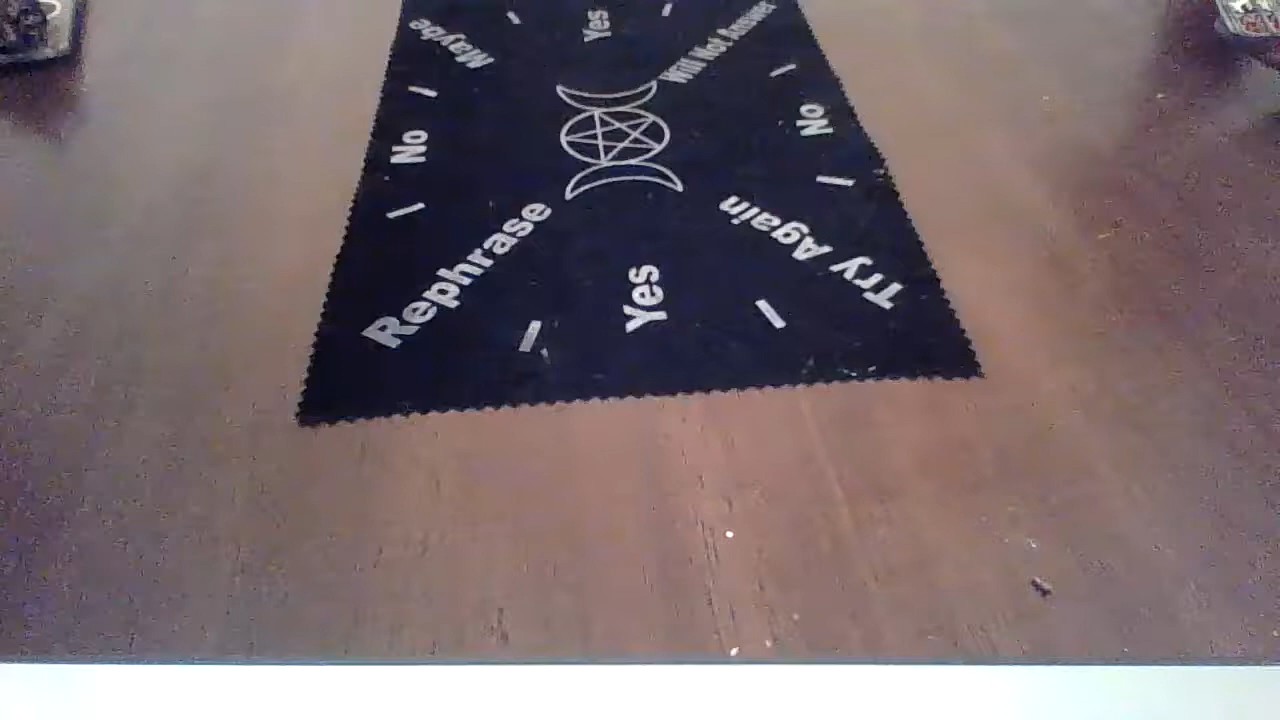 Maybe
Yes
Will Not Answer
No
No
Rephrase
Yes
Try Again